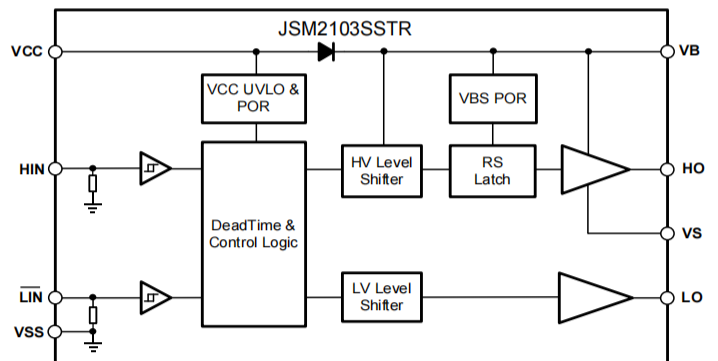 JSM2103SSTR
VCC
VB
VCC UVLO &
POR
VBS POR
HIN
HV Level
Shifter
RS
Latch
HO
DeadTime &
Control Logic
VS
LIN
LV Level
Shifter
LO
VSS